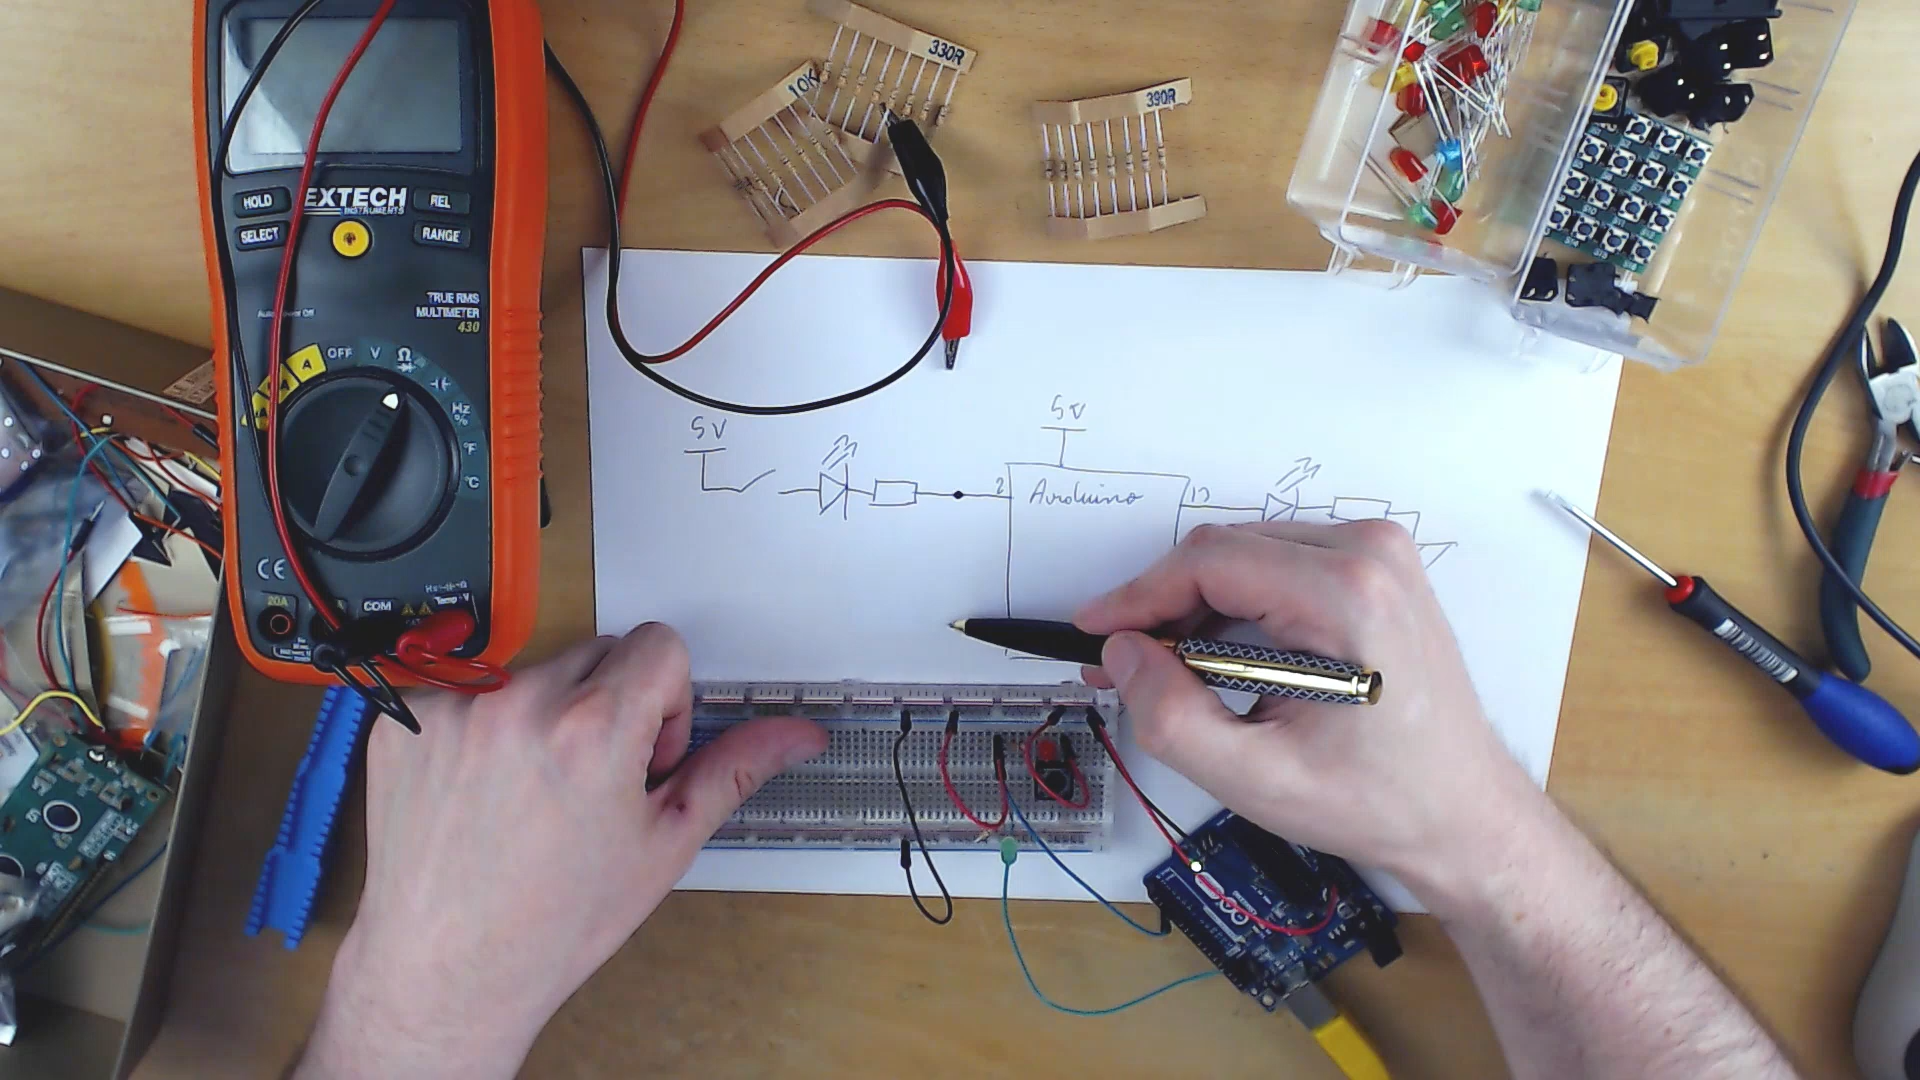 330R
10K
390R
HOLD
EXTECH
INSTRUMENTS
REL
SELECT
RANGE
TRUE RMS
MULTIMETER
430
OFF
V
Ω
A
Hz
%
°F
°C
CE
20A
COM
5V
5V
2
Arduino
13